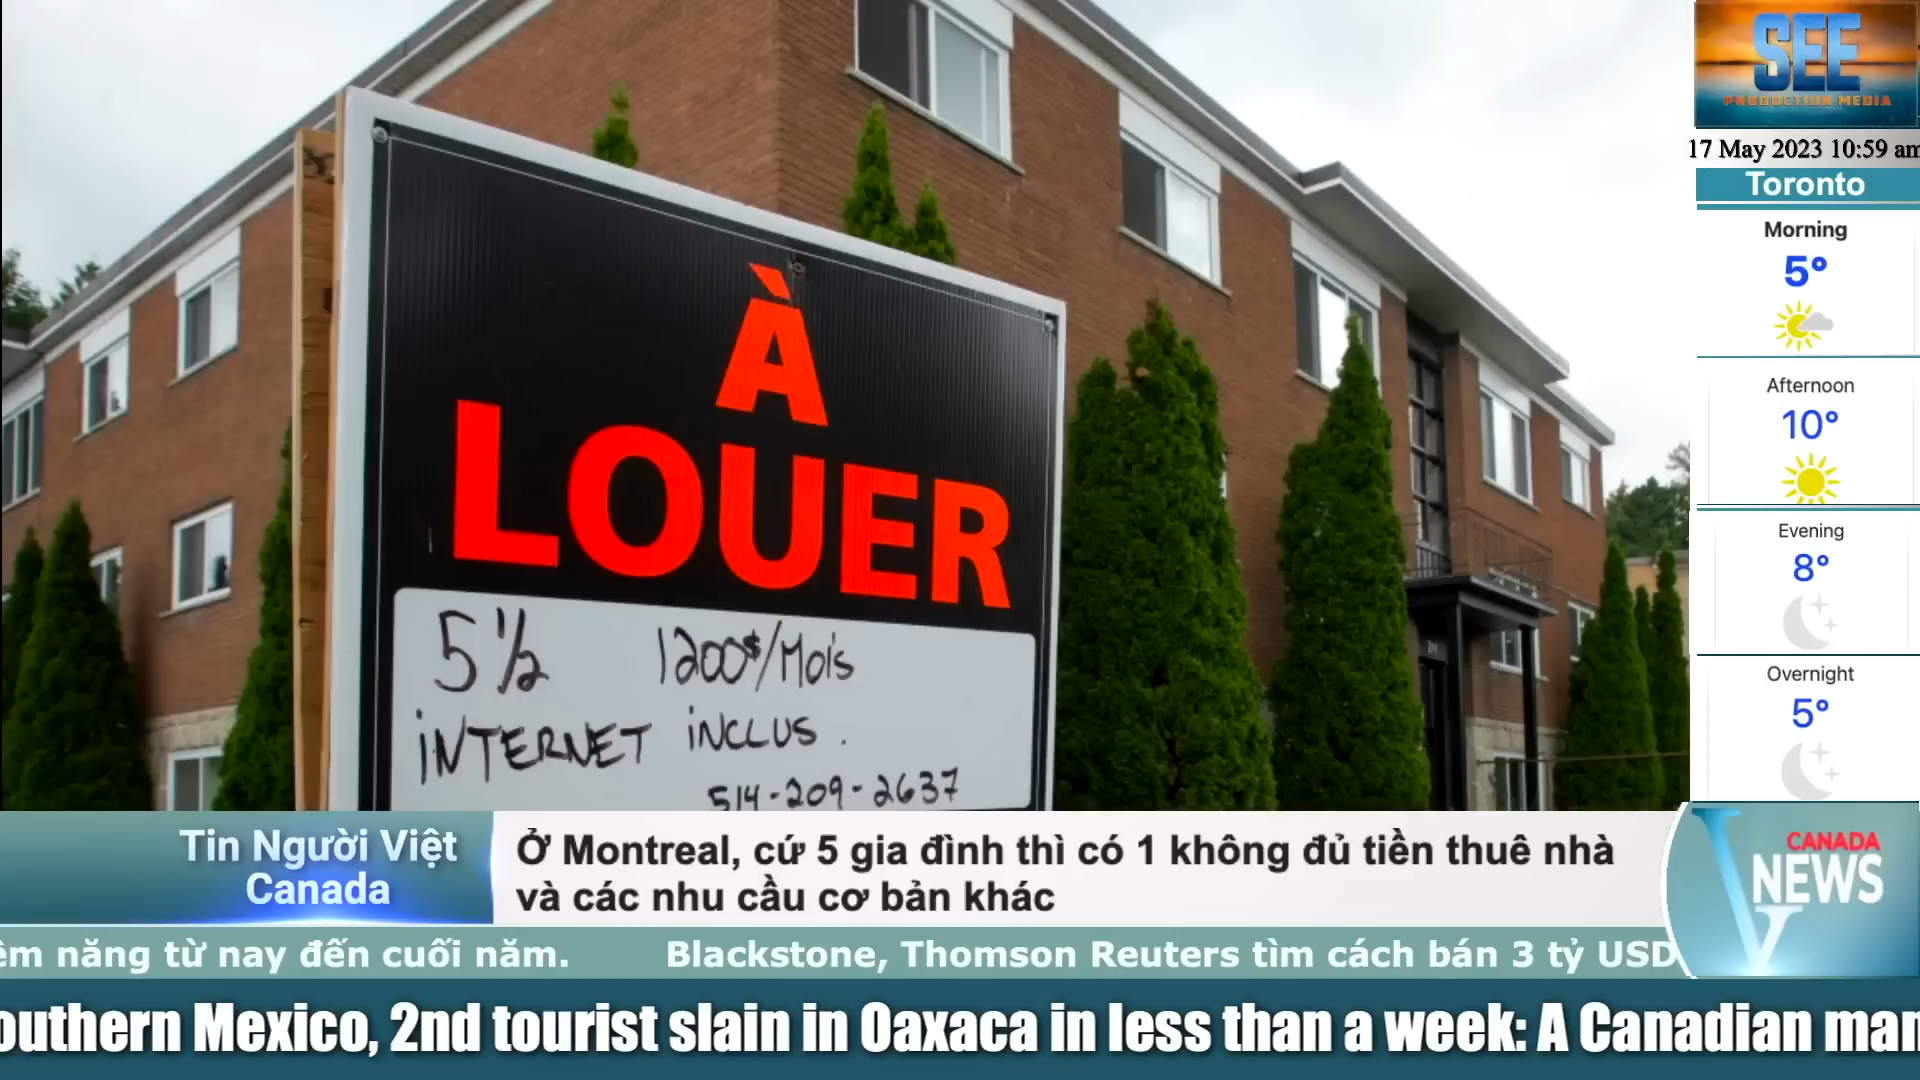 À
LOUER
5 ½ 1200$/Mois
INTERNET INCLUS.
514-209-2637
SEE
PRODUCTION MEDIA
17 May 2023 10:59 am
Toronto
Morning
5°
Afternoon
10°
Evening
8°
Overnight
5°
Tin Người Việt
Canada
Ở Montreal, cứ 5 gia đình thì có 1 không đủ tiền thuê nhà
và các nhu cầu cơ bản khác
CANADA
V NEWS
năng từ nay đến cuối năm. Blackstone, Thomson Reuters tìm cách bán 3 tỷ USD
Mexico, 2nd tourist slain in Oaxaca in less than a week: A Canadian man